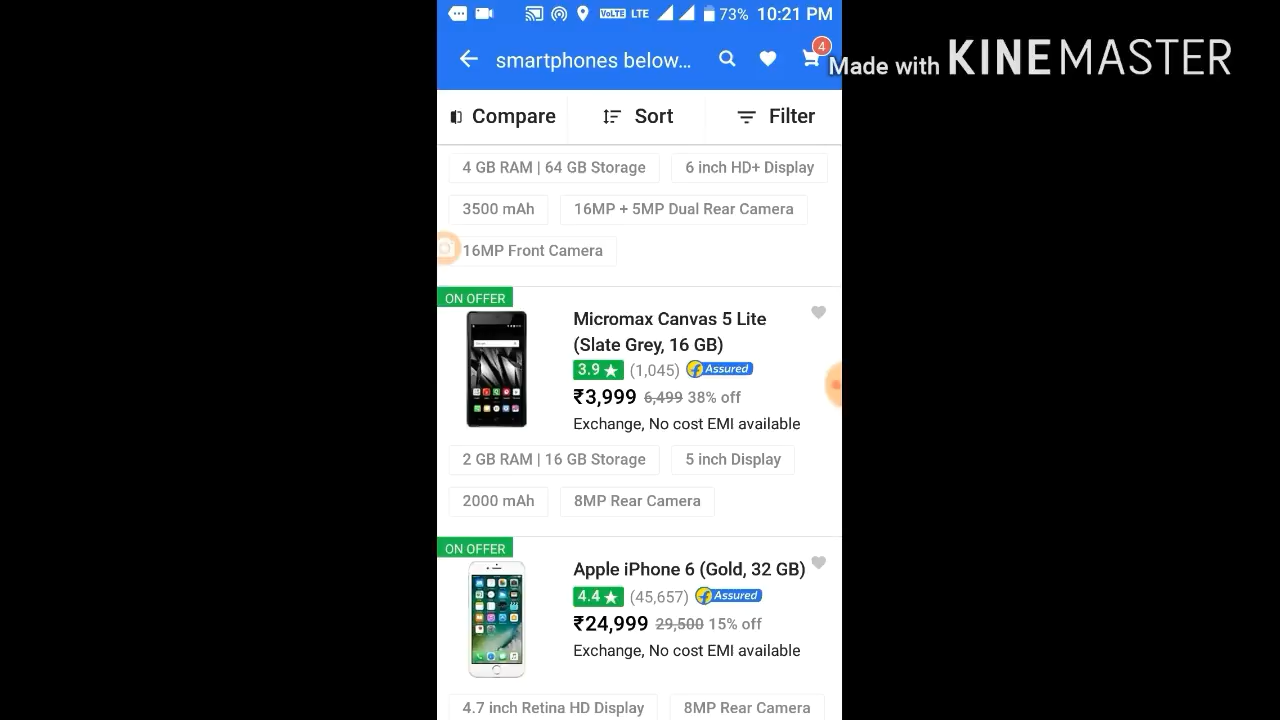 VoLTE LTE 73% 10:21 PM
smartphones below... 4
Made with KINEMASTER
Compare Sort Filter
4 GB RAM | 64 GB Storage 6 inch HD+ Display
3500 mAh 16MP + 5MP Dual Rear Camera
16MP Front Camera
ON OFFER
Micromax Canvas 5 Lite
(Slate Grey, 16 GB)
3.9 ★ (1,045) Assured
₹3,999 6,499 38% off
Exchange, No cost EMI available
2 GB RAM | 16 GB Storage 5 inch Display
2000 mAh 8MP Rear Camera
ON OFFER
Apple iPhone 6 (Gold, 32 GB)
4.4 ★ (45,657) Assured
₹24,999 29,500 15% off
Exchange, No cost EMI available
4.7 inch Retina HD Display 8MP Rear Camera